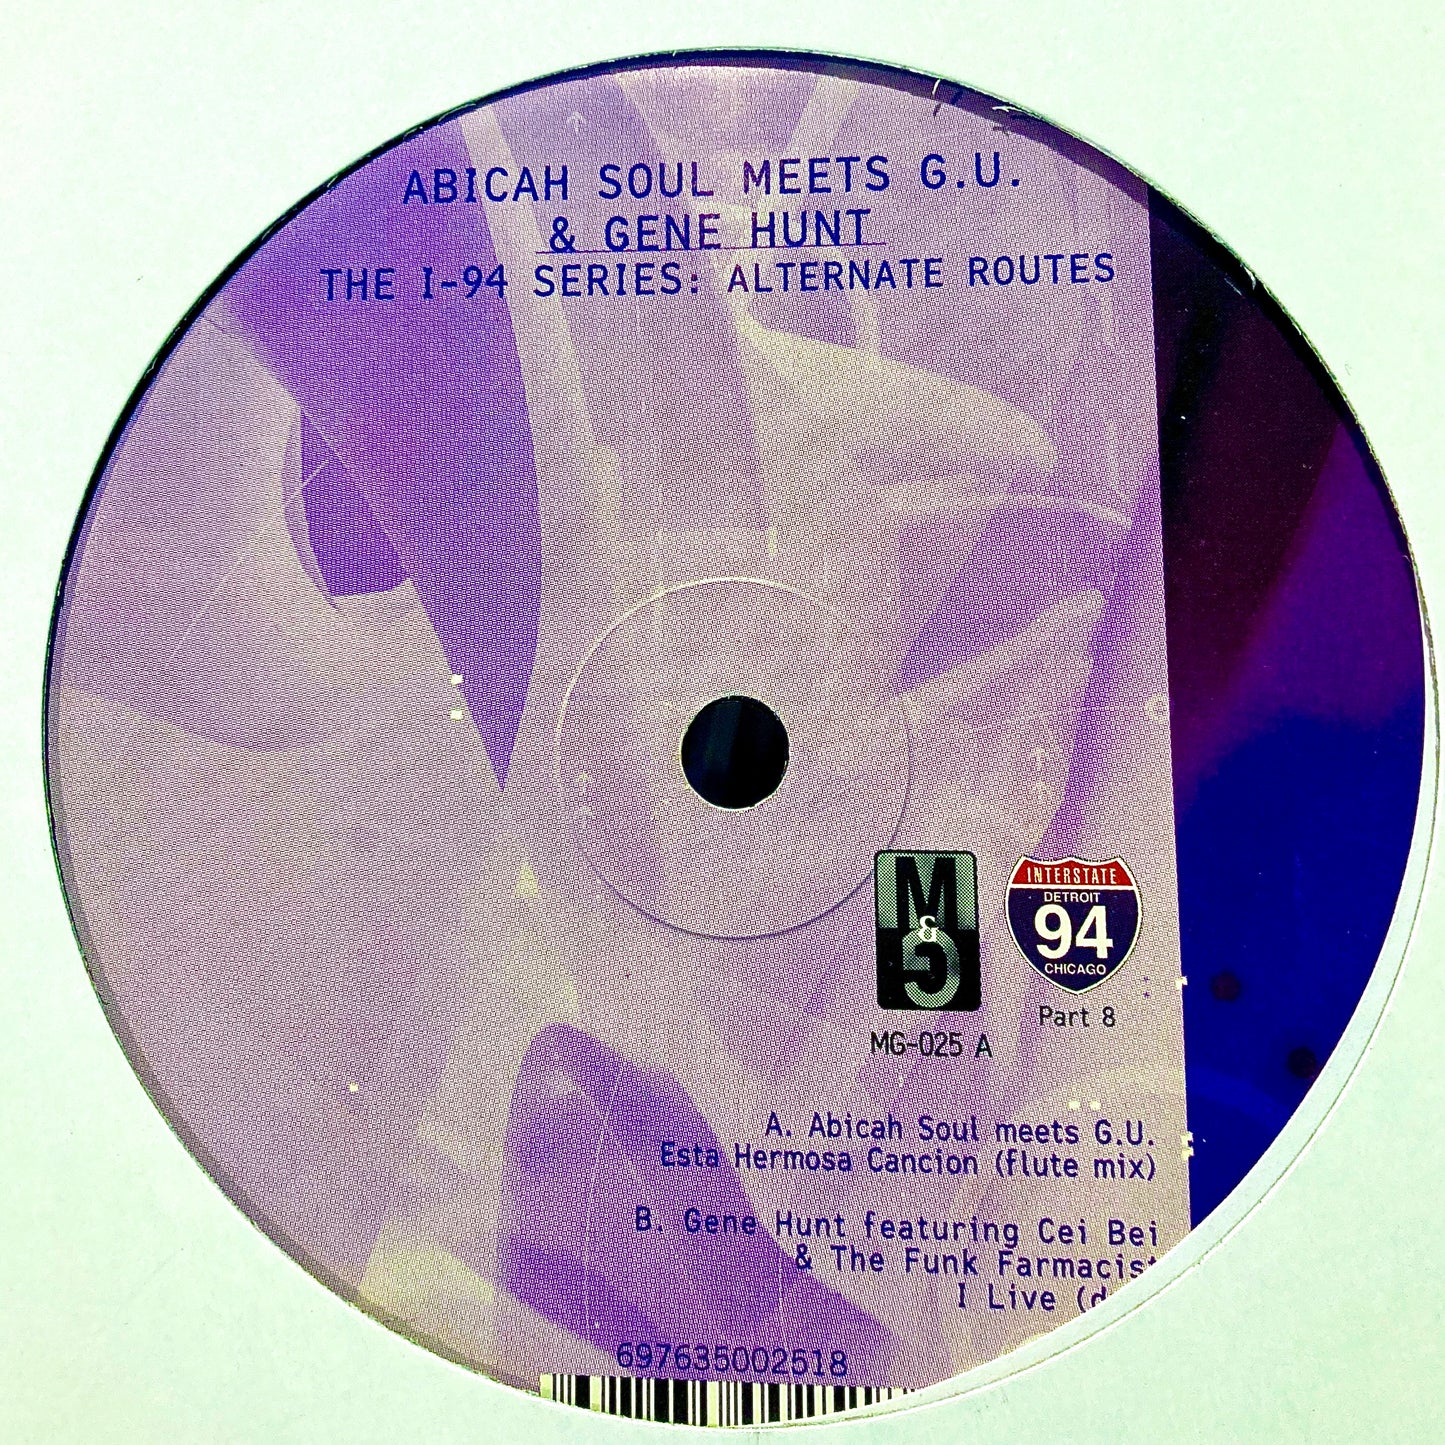 ABICAH SOUL MEETS G.U.
& GENE HUNT
THE I-94 SERIES: ALTERNATE ROUTES
M
&
G
INTERSTATE
DETROIT
94
CHICAGO
Part 8
MG-025 A
A. Abicah Soul meets G.U.
Esta Hermosa Cancion (flute mix)
B. Gene Hunt featuring Cei Bei
& The Funk Farmacist
I Live (d
697635002518